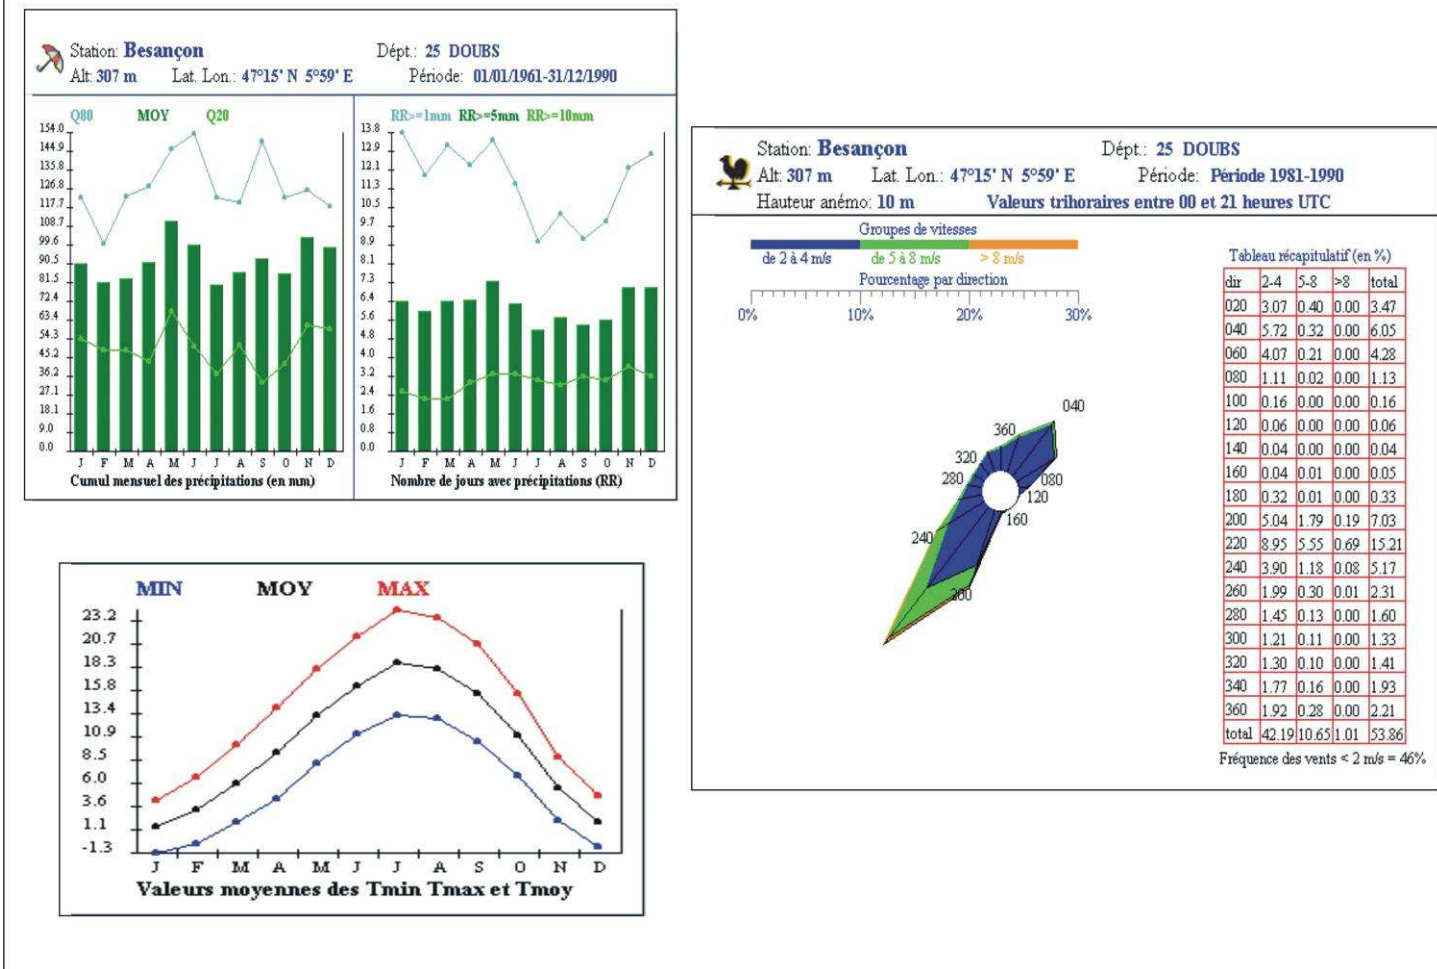 Station: Besançon Dépt.: 25 DOUBS
Alt: 307 m Lat. Lon.: 47°15' N 5°59' E Période: 01/01/1961-31/12/1990
Q80 MOY Q20
154.0
144.9
135.8
126.8
117.7
108.7
99.6
90.5
81.5
72.4
63.4
54.3
45.2
36.2
27.1
18.1
9.0
0.0
J F M A M J J A S O N D
Cumul mensuel des précipitations (en mm)
RR>=1mm RR>=5mm RR>=10mm
13.8
12.9
12.1
11.3
10.5
9.7
8.9
8.1
7.3
6.4
5.6
4.8
4.0
3.2
2.4
1.6
0.8
0.0
J F M A M J J A S O N D
Nombre de jours avec précipitations (RR)
MIN MOY MAX
23.2
20.7
18.3
15.8
13.4
10.9
8.5
6.0
3.6
1.1
-1.3
J F M A M J J A S O N D
Valeurs moyennes des Tmin Tmax et Tmoy
Station: Besançon Dépt.: 25 DOUBS
Alt: 307 m Lat. Lon.: 47°15' N 5°59' E Période: Période 1981-1990
Hauteur anémo: 10 m Valeurs trihoraires entre 00 et 21 heures UTC
Groupes de vitesses
de 2 à 4 m/s de 5 à 8 m/s > 8 m/s
Pourcentage par direction
0% 10% 20% 30%
040
360
320
280
080
120
160
240
200
Tableau récapitulatif (en %)
dir 2-4 5-8 >8 total
020 3.07 0.40 0.00 3.47
040 5.72 0.32 0.00 6.05
060 4.07 0.21 0.00 4.28
080 1.11 0.02 0.00 1.13
100 0.16 0.00 0.00 0.16
120 0.06 0.00 0.00 0.06
140 0.04 0.00 0.00 0.04
160 0.04 0.01 0.00 0.05
180 0.32 0.01 0.00 0.33
200 5.04 1.79 0.19 7.03
220 8.95 5.55 0.69 15.21
240 3.90 1.18 0.08 5.17
260 1.99 0.30 0.01 2.31
280 1.45 0.13 0.00 1.60
300 1.21 0.11 0.00 1.33
320 1.30 0.10 0.00 1.41
340 1.77 0.16 0.00 1.93
360 1.92 0.28 0.00 2.21
total 42.19 10.65 1.01 53.86
Fréquence des vents < 2 m/s = 46%